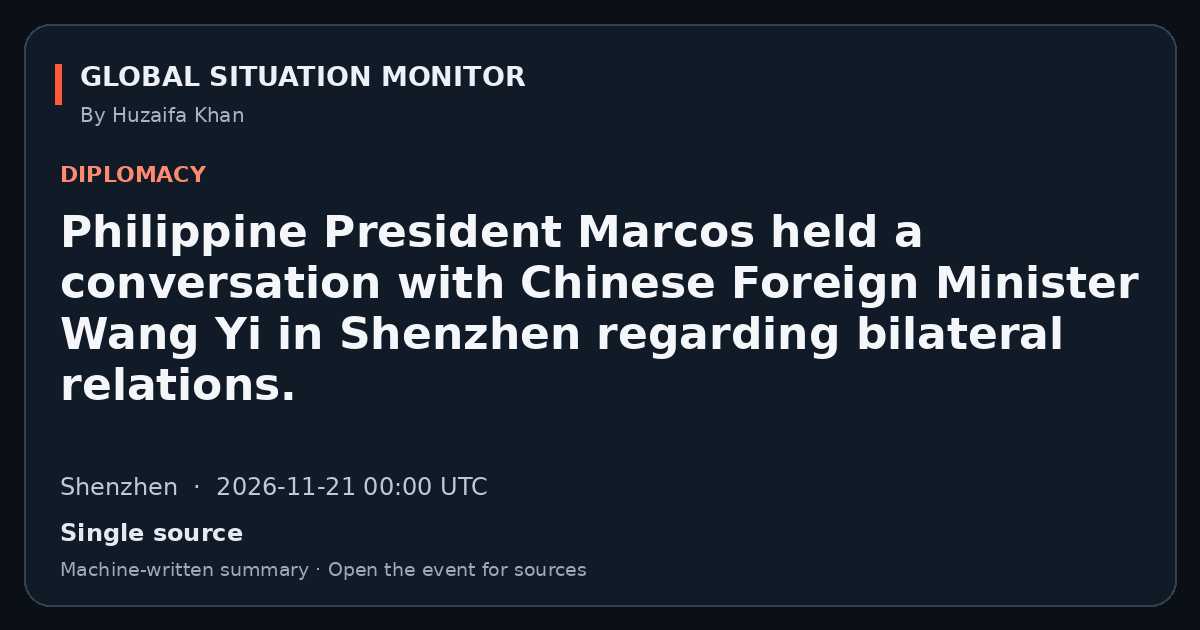 GLOBAL SITUATION MONITOR
By Huzaifa Khan
DIPLOMACY
Philippine President Marcos held a
conversation with Chinese Foreign Minister
Wang Yi in Shenzhen regarding bilateral
relations.
Shenzhen · 2026-11-21 00:00 UTC
Single source
Machine-written summary · Open the event for sources